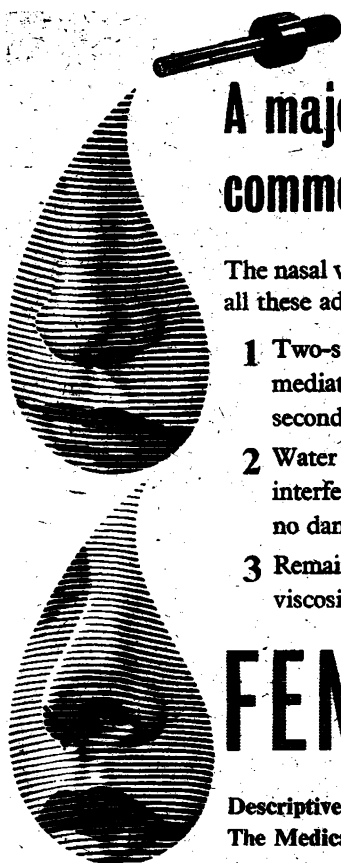 A maj
comm
The nasal
all these ad
1 Two-s
mediat
second
2 Water
interfe
no dan
3 Remai
viscosi
FEN
Descriptive
The Medica